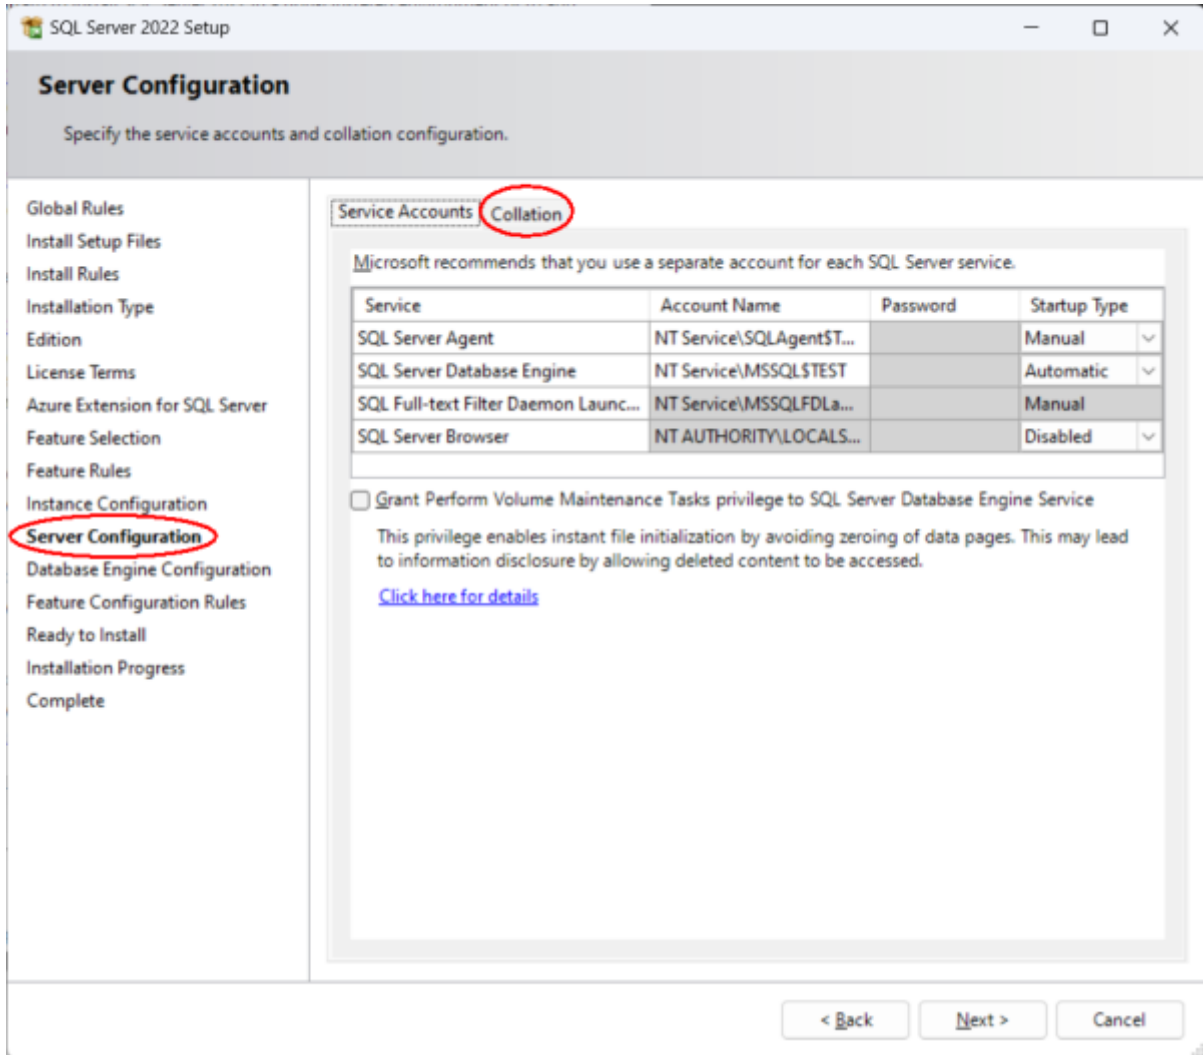 SQL Server 2022 Setup
Server Configuration
Specify the service accounts and collation configuration.
Global Rules
Install Setup Files
Install Rules
Installation Type
Edition
License Terms
Azure Extension for SQL Server
Feature Selection
Feature Rules
Instance Configuration
Server Configuration
Database Engine Configuration
Feature Configuration Rules
Ready to Install
Installation Progress
Complete
Service Accounts Collation
Microsoft recommends that you use a separate account for each SQL Server service.
Service Account Name Password Startup Type
SQL Server Agent NT Service\SQLAgent$T... Manual
SQL Server Database Engine NT Service\MSSQL$TEST Automatic
SQL Full-text Filter Daemon Launc... NT Service\MSSQLFDLa... Manual
SQL Server Browser NT AUTHORITY\LOCALS... Disabled
Grant Perform Volume Maintenance Tasks privilege to SQL Server Database Engine Service
This privilege enables instant file initialization by avoiding zeroing of data pages. This may lead
to information disclosure by allowing deleted content to be accessed.
Click here for details
< Back Next > Cancel